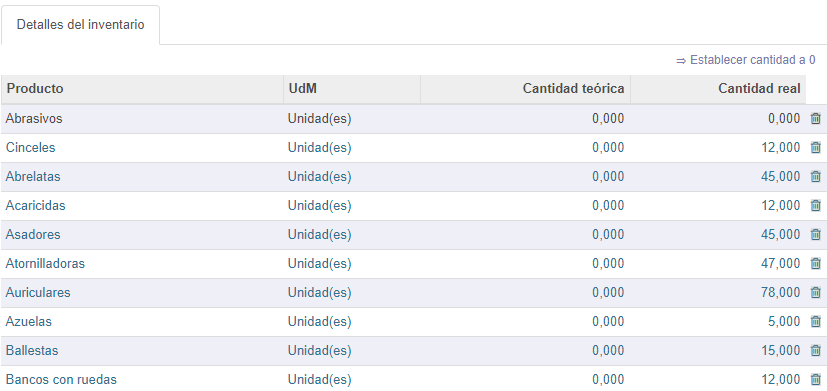 Detalles del inventario
⇒ Establecer cantidad a 0
Producto UdM Cantidad teórica Cantidad real
Abrasivos Unidad(es) 0,000 0,000
Cinceles Unidad(es) 0,000 12,000
Abrelatas Unidad(es) 0,000 45,000
Acaricidas Unidad(es) 0,000 12,000
Asadores Unidad(es) 0,000 45,000
Atornilladoras Unidad(es) 0,000 47,000
Auriculares Unidad(es) 0,000 78,000
Azuelas Unidad(es) 0,000 5,000
Ballestas Unidad(es) 0,000 15,000
Bancos con ruedas Unidad(es) 0,000 12,000